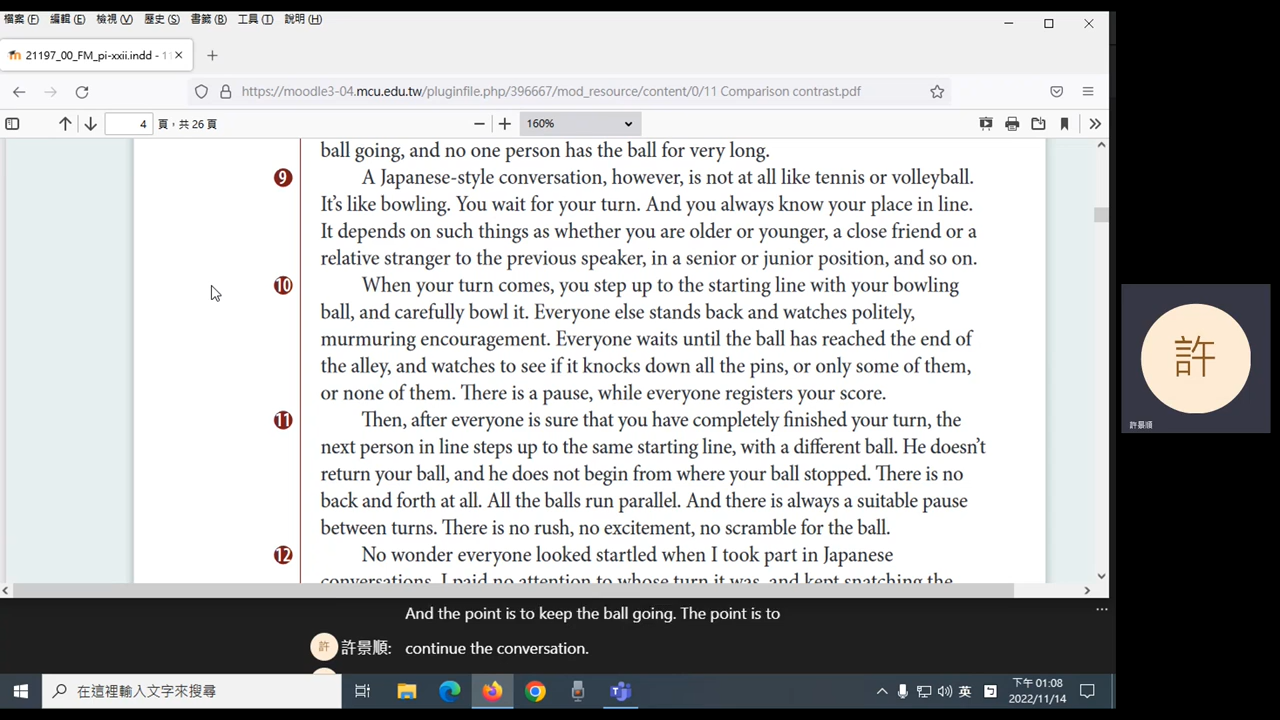 檔案(F) 編輯(E) 檢視(V) 歷史(S) 書籤(B) 工具(T) 說明(H)
21197_00_FM_pi-xxii.indd - 11
https://moodle3-04.mcu.edu.tw/pluginfile.php/396667/mod_resource/content/0/11 Comparison contrast.pdf
4 頁，共 26 頁
160%
ball going, and no one person has the ball for very long.
9 A Japanese-style conversation, however, is not at all like tennis or volleyball.
It's like bowling. You wait for your turn. And you always know your place in line.
It depends on such things as whether you are older or younger, a close friend or a
relative stranger to the previous speaker, in a senior or junior position, and so on.
10 When your turn comes, you step up to the starting line with your bowling
ball, and carefully bowl it. Everyone else stands back and watches politely,
murmuring encouragement. Everyone waits until the ball has reached the end of
the alley, and watches to see if it knocks down all the pins, or only some of them,
or none of them. There is a pause, while everyone registers your score.
11 Then, after everyone is sure that you have completely finished your turn, the
next person in line steps up to the same starting line, with a different ball. He doesn't
return your ball, and he does not begin from where your ball stopped. There is no
back and forth at all. All the balls run parallel. And there is always a suitable pause
between turns. There is no rush, no excitement, no scramble for the ball.
12 No wonder everyone looked startled when I took part in Japanese
conversations. I paid no attention to whose turn it was, and kept snatching the
許
許景順
And the point is to keep the ball going. The point is to
許 許景順: continue the conversation.
在這裡輸入文字來搜尋
英
下午 01:08
2022/11/14